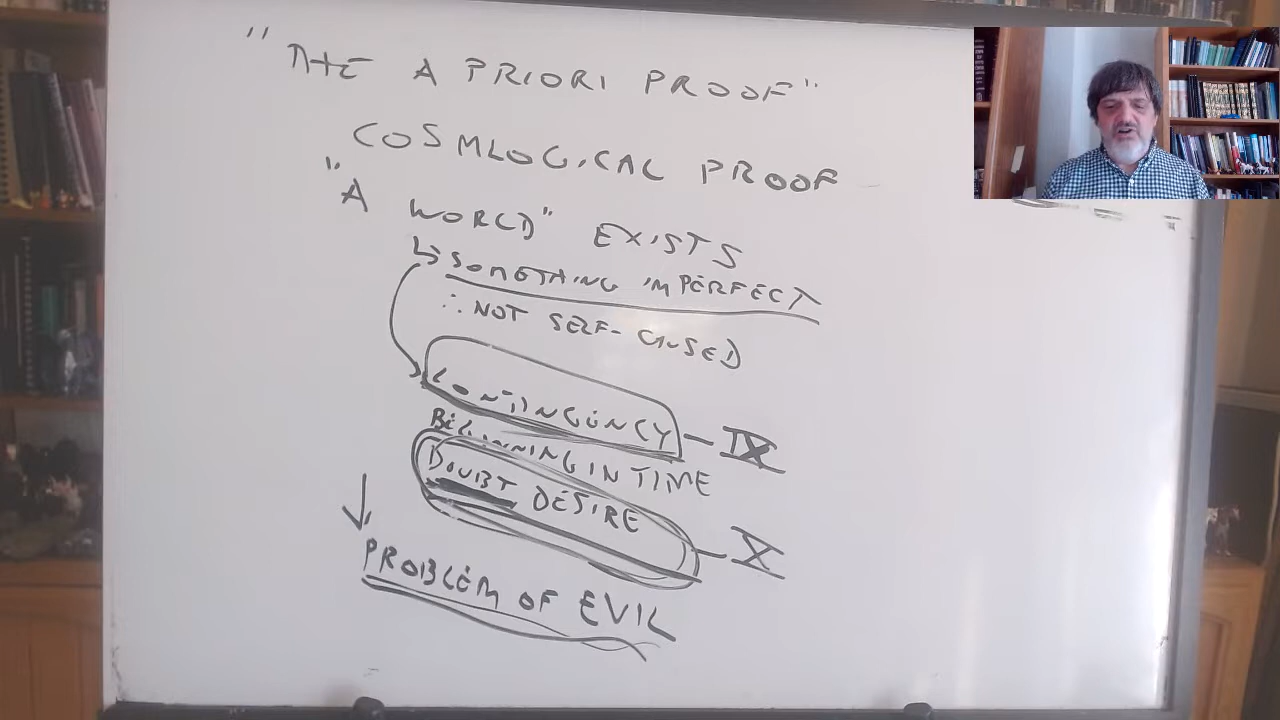 "THE A PRIORI PROOF"
COSMLOGICAL PROOF
"A WORLD" EXISTS
↳ SOMETHING IMPERFECT
∴ NOT SELF-CAUSED
CONTINGENCY - IX
BEGINNING IN TIME
DOUBT DESIRE - X
PROBLEM OF EVIL